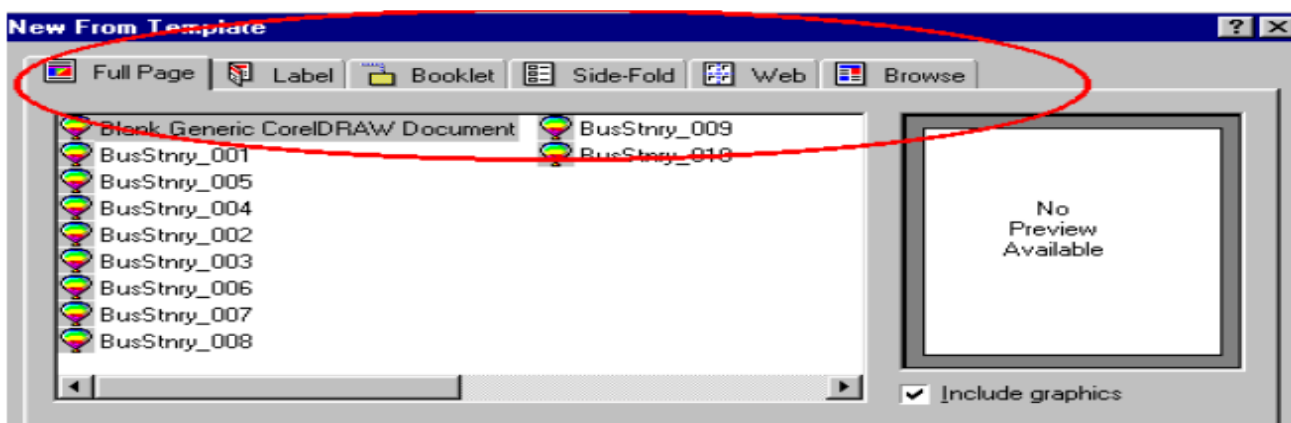 New From Template
Full Page Label Booklet Side-Fold Web Browse
Blank Generic CorelDRAW Document
BusStnry_001
BusStnry_005
BusStnry_004
BusStnry_002
BusStnry_003
BusStnry_006
BusStnry_007
BusStnry_008
BusStnry_009
BusStnry_010
No
Preview
Available
Include graphics